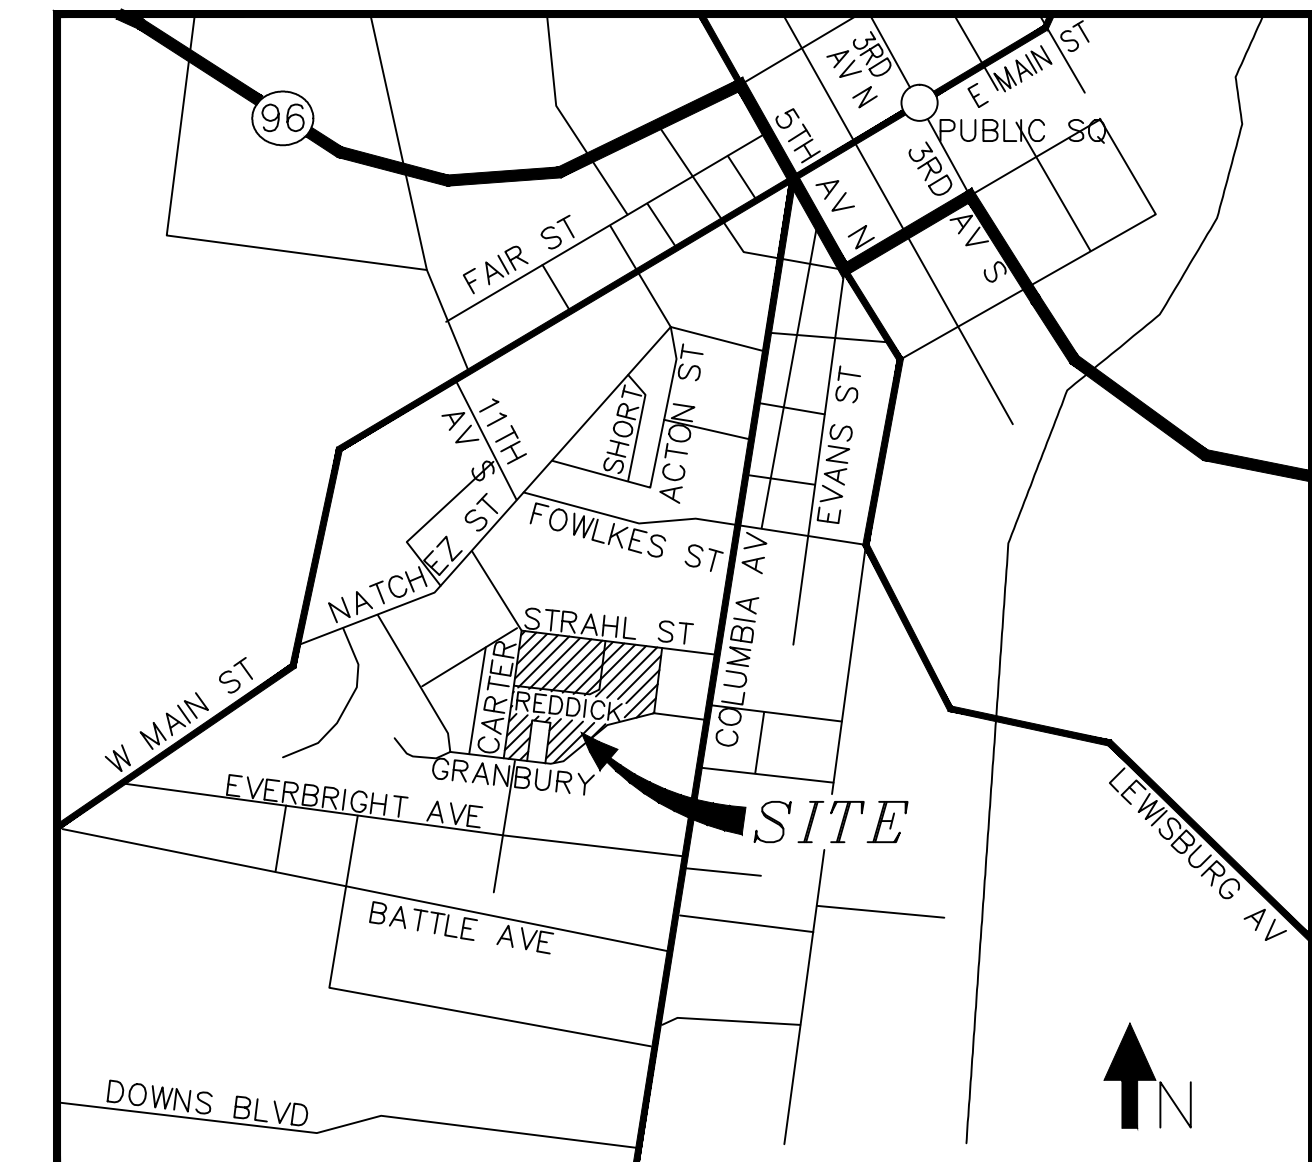 96
3RD
AV N
E MAIN ST
PUBLIC SQ
5TH
AV N
3RD
AV S
FAIR ST
11TH
AV S
SHORT
ACTON ST
EVANS ST
NATCHEZ ST
FOWLKES ST
COLUMBIA AV
STRAHL ST
CARTER
REDDICK
GRANBURY
W MAIN ST
EVERBRIGHT AVE
SITE
LEWISBURG AV
BATTLE AVE
DOWNS BLVD
N